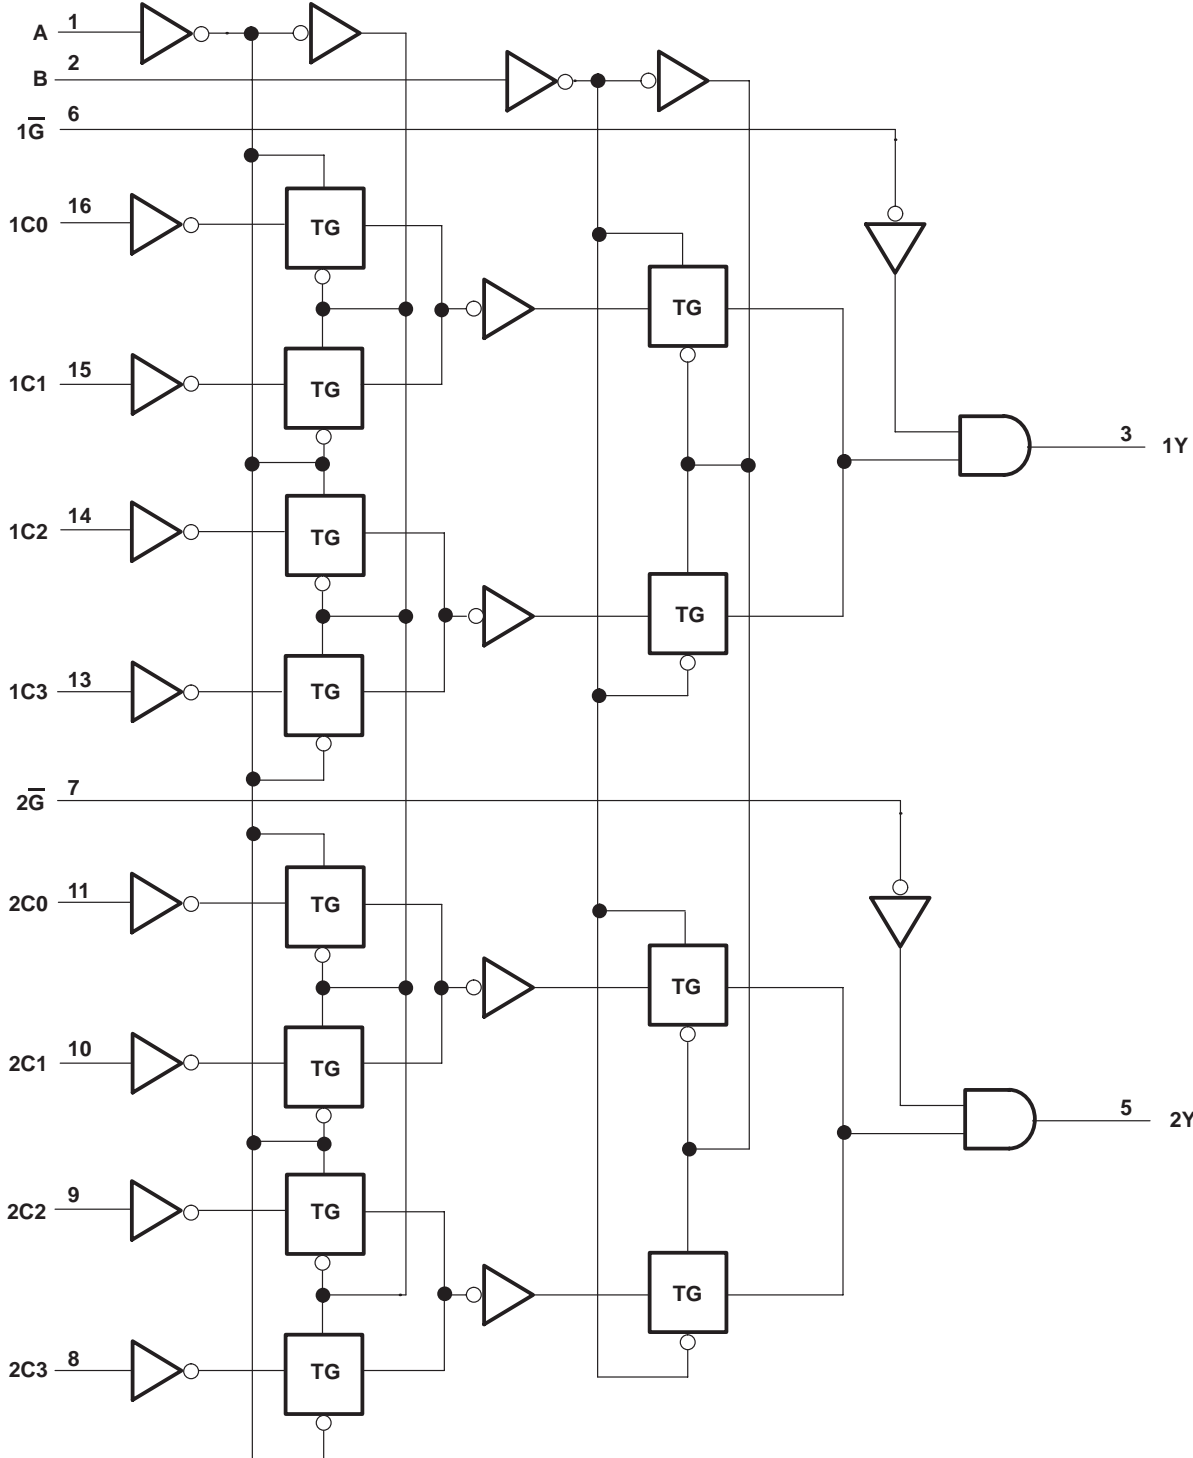 A 1
B 2
1G̅ 6
1C0 16 TG
TG
1C1 15 TG
3 1Y
1C2 14 TG
TG
1C3 13 TG
2G̅ 7
2C0 11 TG
TG
2C1 10 TG
5 2Y
2C2 9 TG
TG
2C3 8 TG